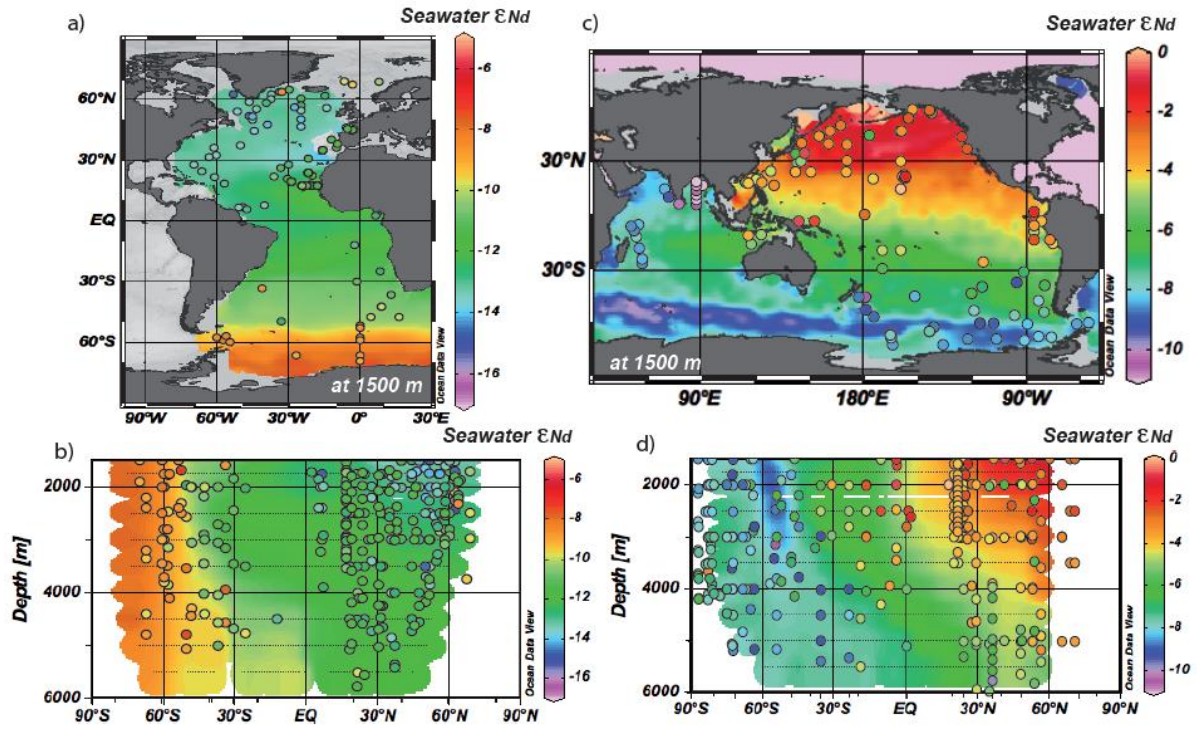 a)
Seawater εNd
60°N
30°N
EQ
30°S
60°S
90°W 60°W 30°W 0° 30°E
at 1500 m
Ocean Data View
-6
-8
-10
-12
-14
-16
c)
Seawater εNd
30°N
30°S
90°E 180°E 90°W
at 1500 m
Ocean Data View
0
-2
-4
-6
-8
-10
b)
Seawater εNd
Depth [m]
2000
4000
6000
90°S 60°S 30°S EQ 30°N 60°N 90°N
Ocean Data View
-6
-8
-10
-12
-14
-16
d)
Seawater εNd
Depth [m]
2000
4000
6000
90°S 60°S 30°S EQ 30°N 60°N 90°N
Ocean Data View
0
-2
-4
-6
-8
-10